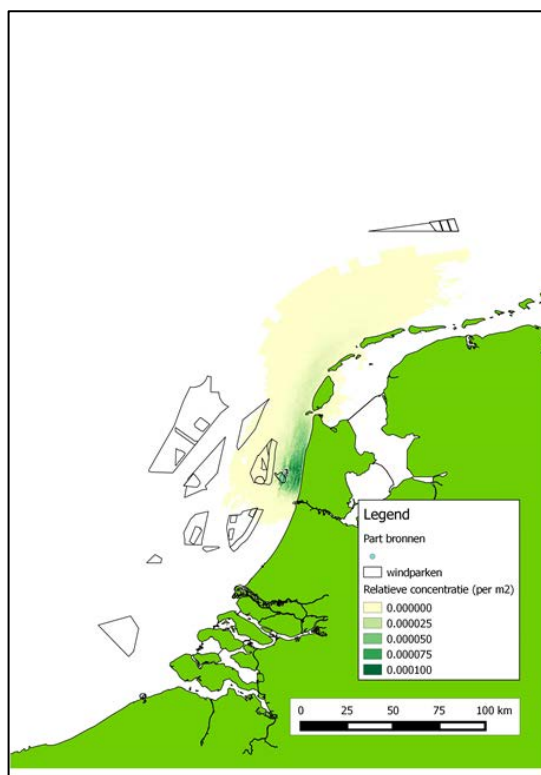 Legend
Part bronnen
windparken
Relatieve concentratie (per m2)
0.000000
0.000025
0.000050
0.000075
0.000100
0 25 50 75 100 km